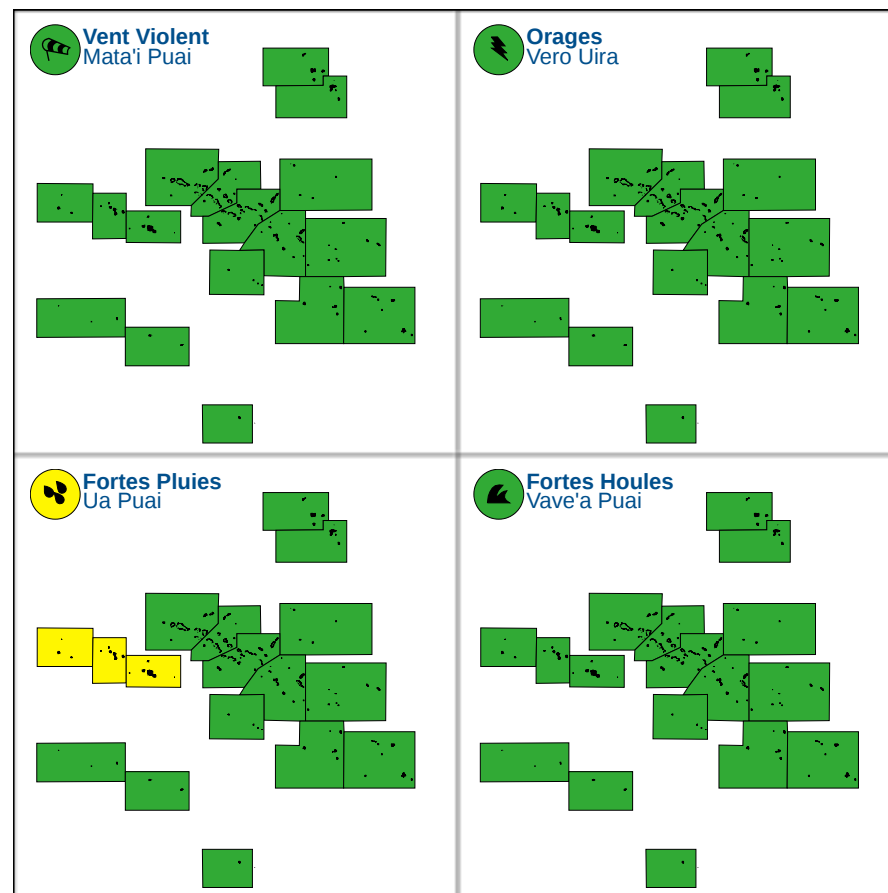 Vent Violent
Mata'i Puai
Orages
Vero Uira
Fortes Pluies
Ua Puai
Fortes Houles
Vave'a Puai